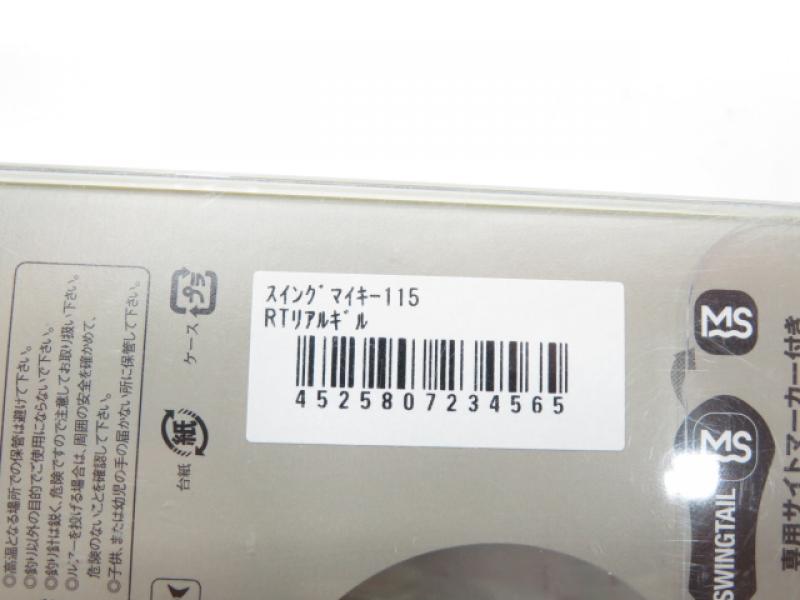 スイングマイキー115
RTリアルギル
4525807234565
プラ
ケース
紙
台紙
◎高温となる場所での保管は避けて下さい。
◎釣り以外の目的でご使用にならないで下さい。
◎釣り針は鋭く、危険ですので注意してお取り扱い下さい。
◎ルアーを投げる場合は、周囲の安全を確かめて、
危険のないことを確認して下さい。
◎子供、または幼児の手の届かない所に保管して下さい。
MS
MS
SWINGTAIL
専用サイトマーカー付き